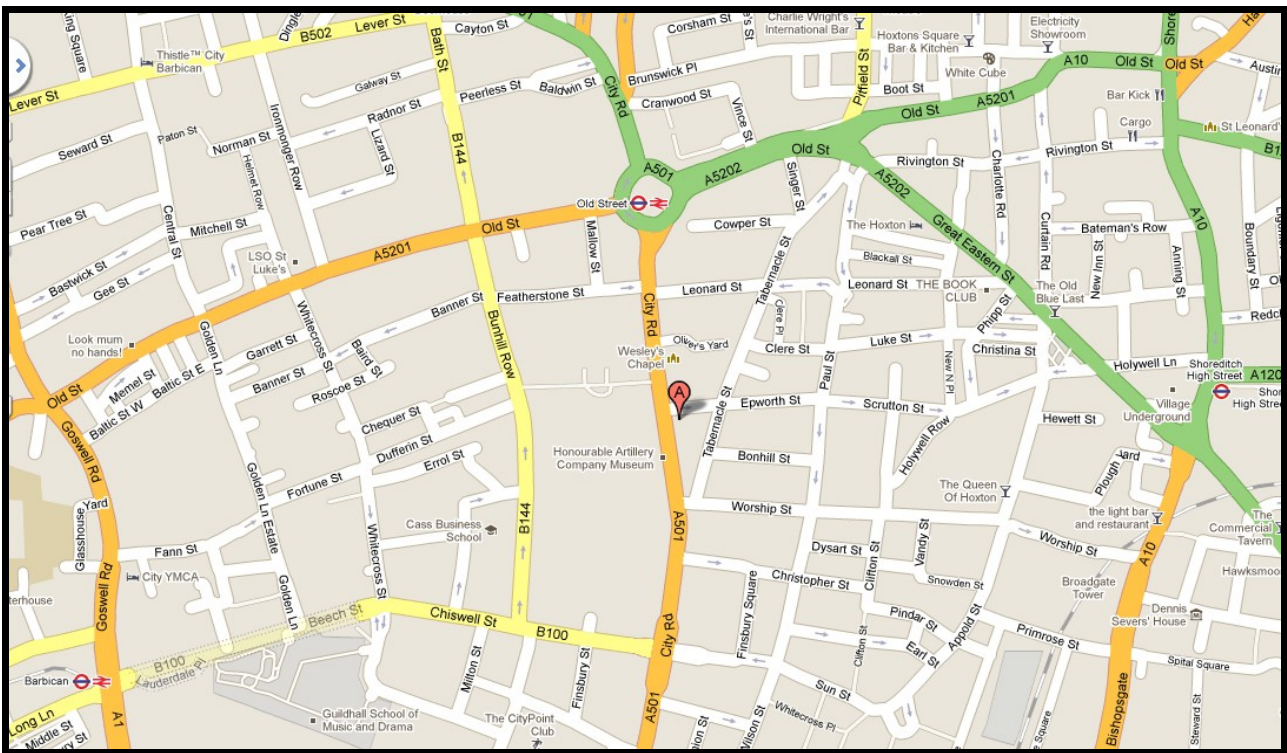 King Square
Thistle™ City
Barbican
Lever St
B502
Lever St
Bath St
Cayton St
City Rd
Corsham St
Brunswick Pl
Charlie Wright's
International Bar
Pitfield St
Hoxtons Square
Bar & Kitchen
Electricity
Showroom
White Cube
A10
Old St
Old St
Austin
Galway St
Peerless St
Baldwin St
Cranwood St
Vince St
Boot St
Old St
A5201
Bar Kick
Cargo
St Leonard's
Seward St
Paton St
Norman St
Ironmonger Row
Radnor St
Lizard St
Helmet Row
B144
A501
A5202
Old St
Rivington St
Charlotte Rd
Rivington St
Pear Tree St
Central St
Mitchell St
LSO St
Luke's
A5201
Old St
Old Street
Mallow St
Cowper St
Singer St
A5202
The Hoxton
Great Eastern St
Curtain Rd
Bateman's Row
New Inn St
Anning St
A10
Boundary St
Bastwick St
Gee St
Blackall St
Banner St
Featherstone St
City Rd
Leonard St
Tabernacle St
Leonard St
THE BOOK
CLUB
Phipp St
The Old
Blue Last
Look mum
no hands!
Golden Ln
Whitecross St
Garrett St
Baird St
Bunhill Row
Oliver's Yard
Wesley's
Chapel
Clere Pl
Clere St
Paul St
Luke St
New N Pl
Christina St
Holywell Ln
Shoreditch
High Street
A120
High Stree
Old St
Memel St
Baltic St E
Baltic St W
Banner St
Roscoe St
Chequer St
A
Epworth St
Scrutton St
Hewett St
Village
Underground
Goswell Rd
Dufferin St
Errol St
Fortune St
Honourable Artillery
Company Museum
Tabernacle St
Bonhill St
Holywell Row
The Queen
Of Hoxton
Plough Yard
the light bar
and restaurant
The
Commercial
Tavern
Glasshouse Yard
Golden Ln Estate
Whitecross St
Cass Business
School
B144
A501
Worship St
Worship St
A10
Fann St
City YMCA
Dysart St
Clifton St
Vandy St
Snowden St
Christopher St
Broadgate
Tower
Hawksmoo
Dennis
Severs' House
Goswell Rd
Golden Ln
Beech St
Chiswell St
B100
City Rd
Finsbury Square
Pindar St
Appold St
Primrose St
Spital Square
Clifton St
Earl St
Barbican
B100
Lauderdale Pl
Milton St
Finsbury St
Sun St
Whitecross Pl
Wilson St
Long Ln
Middle St
A1
Guildhall School of
Music and Drama
The CityPoint
Club
A501
Bishopsgate
Steward St